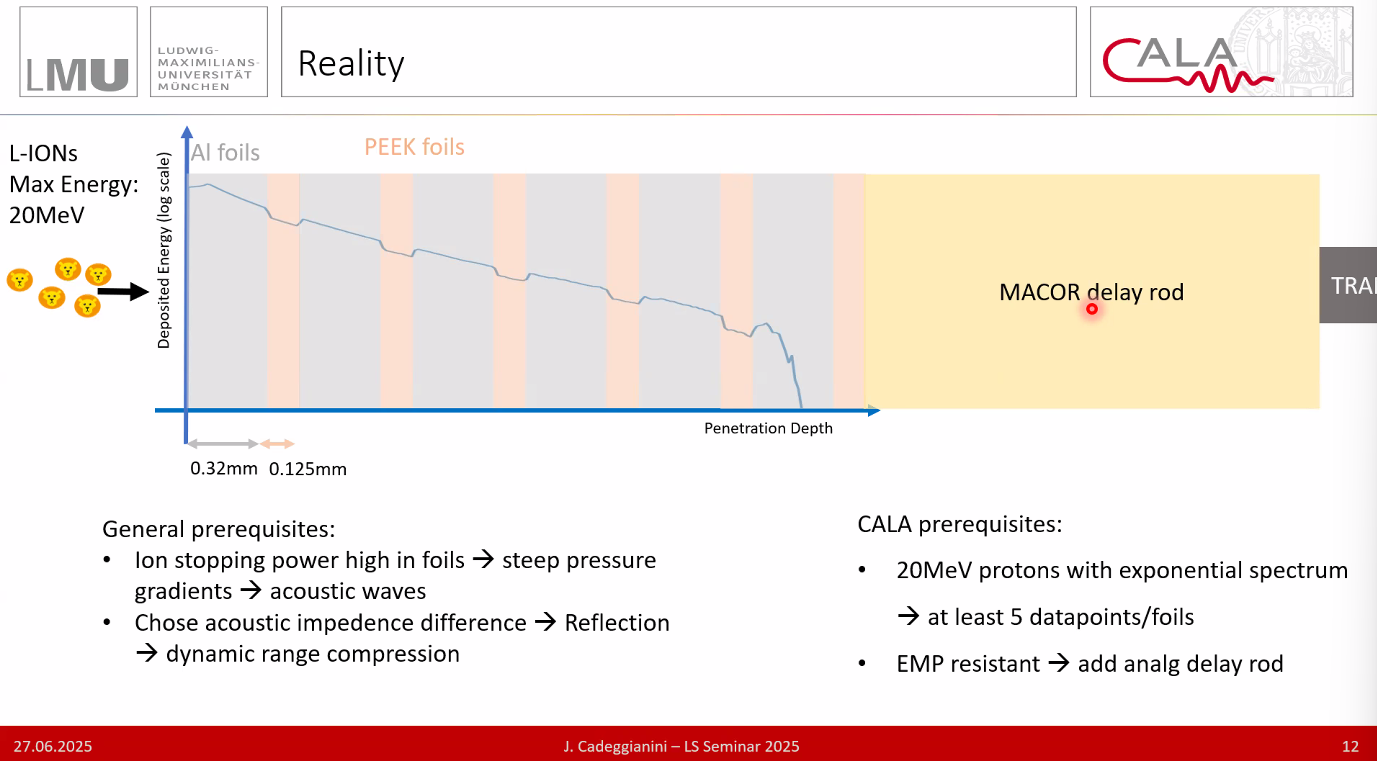 LMU
LUDWIG-
MAXIMILIANS-
UNIVERSITÄT
MÜNCHEN
Reality
CALA
L-IONs
Max Energy:
20MeV
Deposited Energy (log scale)
Al foils
PEEK foils
MACOR delay rod
Penetration Depth
0.32mm
0.125mm
General prerequisites:
• Ion stopping power high in foils → steep pressure
gradients → acoustic waves
• Chose acoustic impedence difference → Reflection
→ dynamic range compression
CALA prerequisites:
• 20MeV protons with exponential spectrum
→ at least 5 datapoints/foils
• EMP resistant → add analg delay rod
27.06.2025
J. Cadeggianini – LS Seminar 2025
12